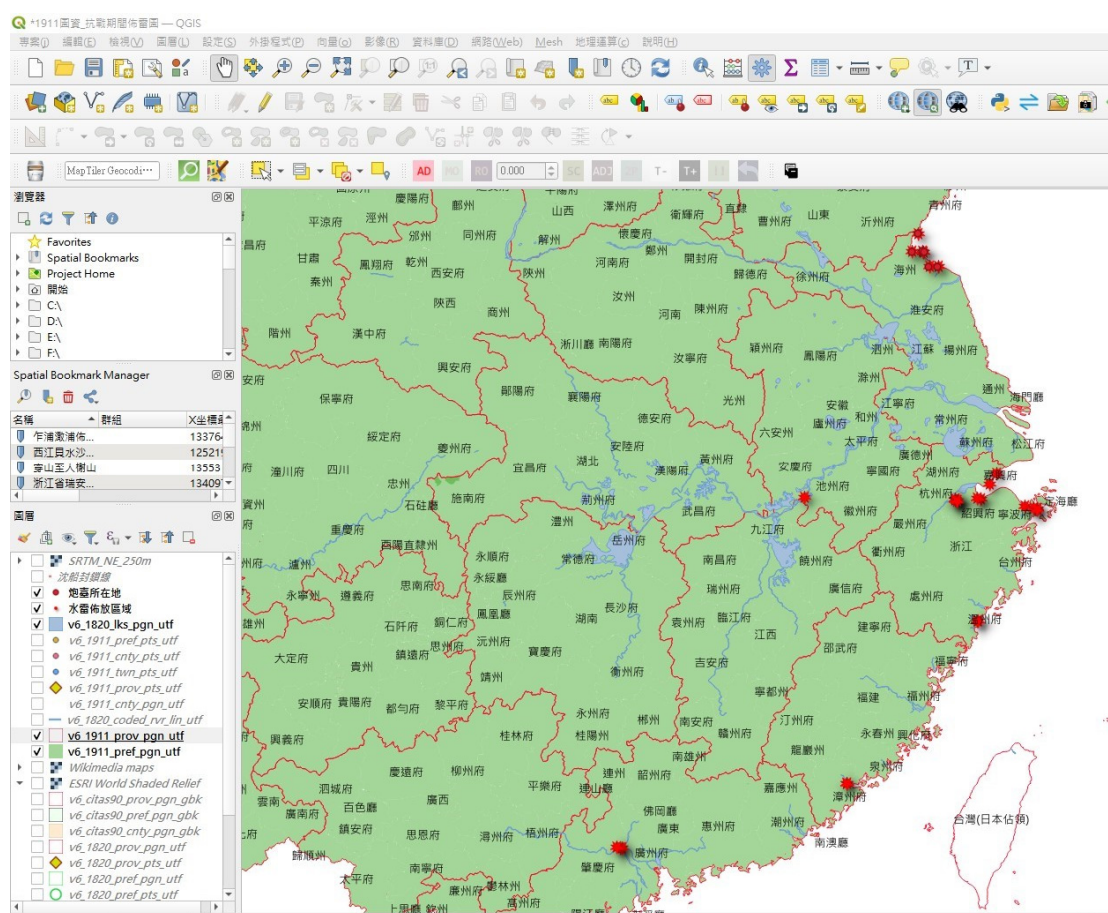 *1911圖資_抗戰期間佈雷圖 — QGIS
專案(J) 編輯(E) 檢視(V) 圖層(L) 設定(S) 外掛程式(P) 向量(o) 影像(R) 資料庫(D) 網路(Web) Mesh 地理運算(c) 說明(H)
MapTiler Geocodi⋯ AD MO RO 0.000 SC ADJ 2P T- T+
瀏覽器
Favorites
Spatial Bookmarks
Project Home
開始
C:\
D:\
E:\
F:\
Spatial Bookmark Manager
名稱 群組 X坐標
乍浦澉浦佈... 13376
西江貝水沙... 12521
穿山至人榭山 13553
浙江省瑞安... 13409
圖層
SRTM_NE_250m
沈船封鎖線
炮臺所在地
水雷佈放區域
v6_1820_lks_pgn_utf
v6_1911_pref_pts_utf
v6_1911_cnty_pts_utf
v6_1911_twn_pts_utf
v6_1911_prov_pts_utf
v6_1911_cnty_pgn_utf
v6_1820_coded_rvr_lin_utf
v6_1911_prov_pgn_utf
v6_1911_pref_pgn_utf
Wikimedia maps
ESRI World Shaded Relief
v6_citas90_prov_pgn_gbk
v6_citas90_pref_pgn_gbk
v6_citas90_cnty_pgn_gbk
v6_1820_prov_pgn_utf
v6_1820_prov_pts_utf
v6_1820_pref_pgn_utf
v6_1820_pref_pts_utf
慶陽府 鄜州 澤州府 衛輝府 直隸 青州府
平涼府 涇州 山西 曹州府 山東 沂州府
邠州 同州府 解州 懷慶府 鄭州 開封府
甘肅 鳳翔府 乾州 西安府 陝州 河南府 歸德府 徐州府 海州
秦州 陝西 商州 汝州 河南 陳州府 淮安府
階州 漢中府 淅川廳 南陽府 汝寧府 潁州府 鳳陽府 泗州 江蘇 揚州府
興安府 滁州
保寧府 鄖陽府 襄陽府 光州 安徽 江寧府 通州 海門廳
綏定府 德安府 六安州 廬州府 和州 常州府
夔州府 安陸府 太平府 蘇州府 松江府
潼川府 四川 忠州 宜昌府 湖北 漢陽府 黃州府 安慶府 寧國府 廣德州 湖州府 嘉興府
施南府 荊州府 武昌府 池州府 杭州府 定海廳
石砫廳 澧州 徽州府 嚴州府 紹興府 寧波府
重慶府 酉陽直隸州 岳州府 九江府 浙江
瀘州 永順府 常德府 南昌府 饒州府 衢州府 台州府
永寧州 遵義府 思南府 永綏廳 辰州府 瑞州府 廣信府 處州府
石阡府 銅仁府 鳳凰廳 長沙府 湖南 袁州府 臨江府 江西 建寧府 溫州府
大定府 鎮遠府 思州府 沅州府 寶慶府 邵武府
貴州 靖州 衡州府 吉安府 福寧府
安順府 貴陽府 都勻府 黎平府 寧都州 福建 福州府
永州府 郴州 南安府 汀州府 永春州 興化府
興義府 桂林府 桂陽州 贛州府 龍巖州
南雄州 泉州府
慶遠府 柳州府 連州 韶州府
泗城府 平樂府 連山廳 嘉應州 漳州府
雲南 廣南府 百色廳 廣西 佛岡廳 台灣(日本佔領)
鎮安府 思恩府 潯州府 梧州府 廣東 惠州府 潮州府 南澳廳
歸順州 肇慶府 廣州府
太平府 南寧府 鬱林州
廉州府 高州府
上思廳 欽州